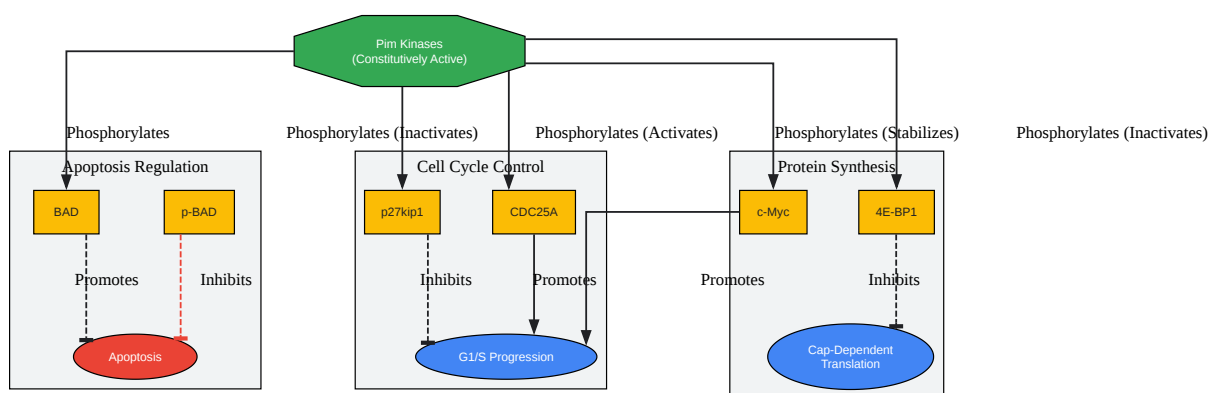 Pim Kinases
(Constitutively Active)
Phosphorylates
Phosphorylates (Inactivates)
Phosphorylates (Activates)
Phosphorylates (Stabilizes)
Phosphorylates (Inactivates)
Apoptosis Regulation
Cell Cycle Control
Protein Synthesis
BAD
p-BAD
p27kip1
CDC25A
c-Myc
4E-BP1
Promotes
Inhibits
Inhibits
Promotes
Promotes
Inhibits
Apoptosis
G1/S Progression
Cap-Dependent
Translation